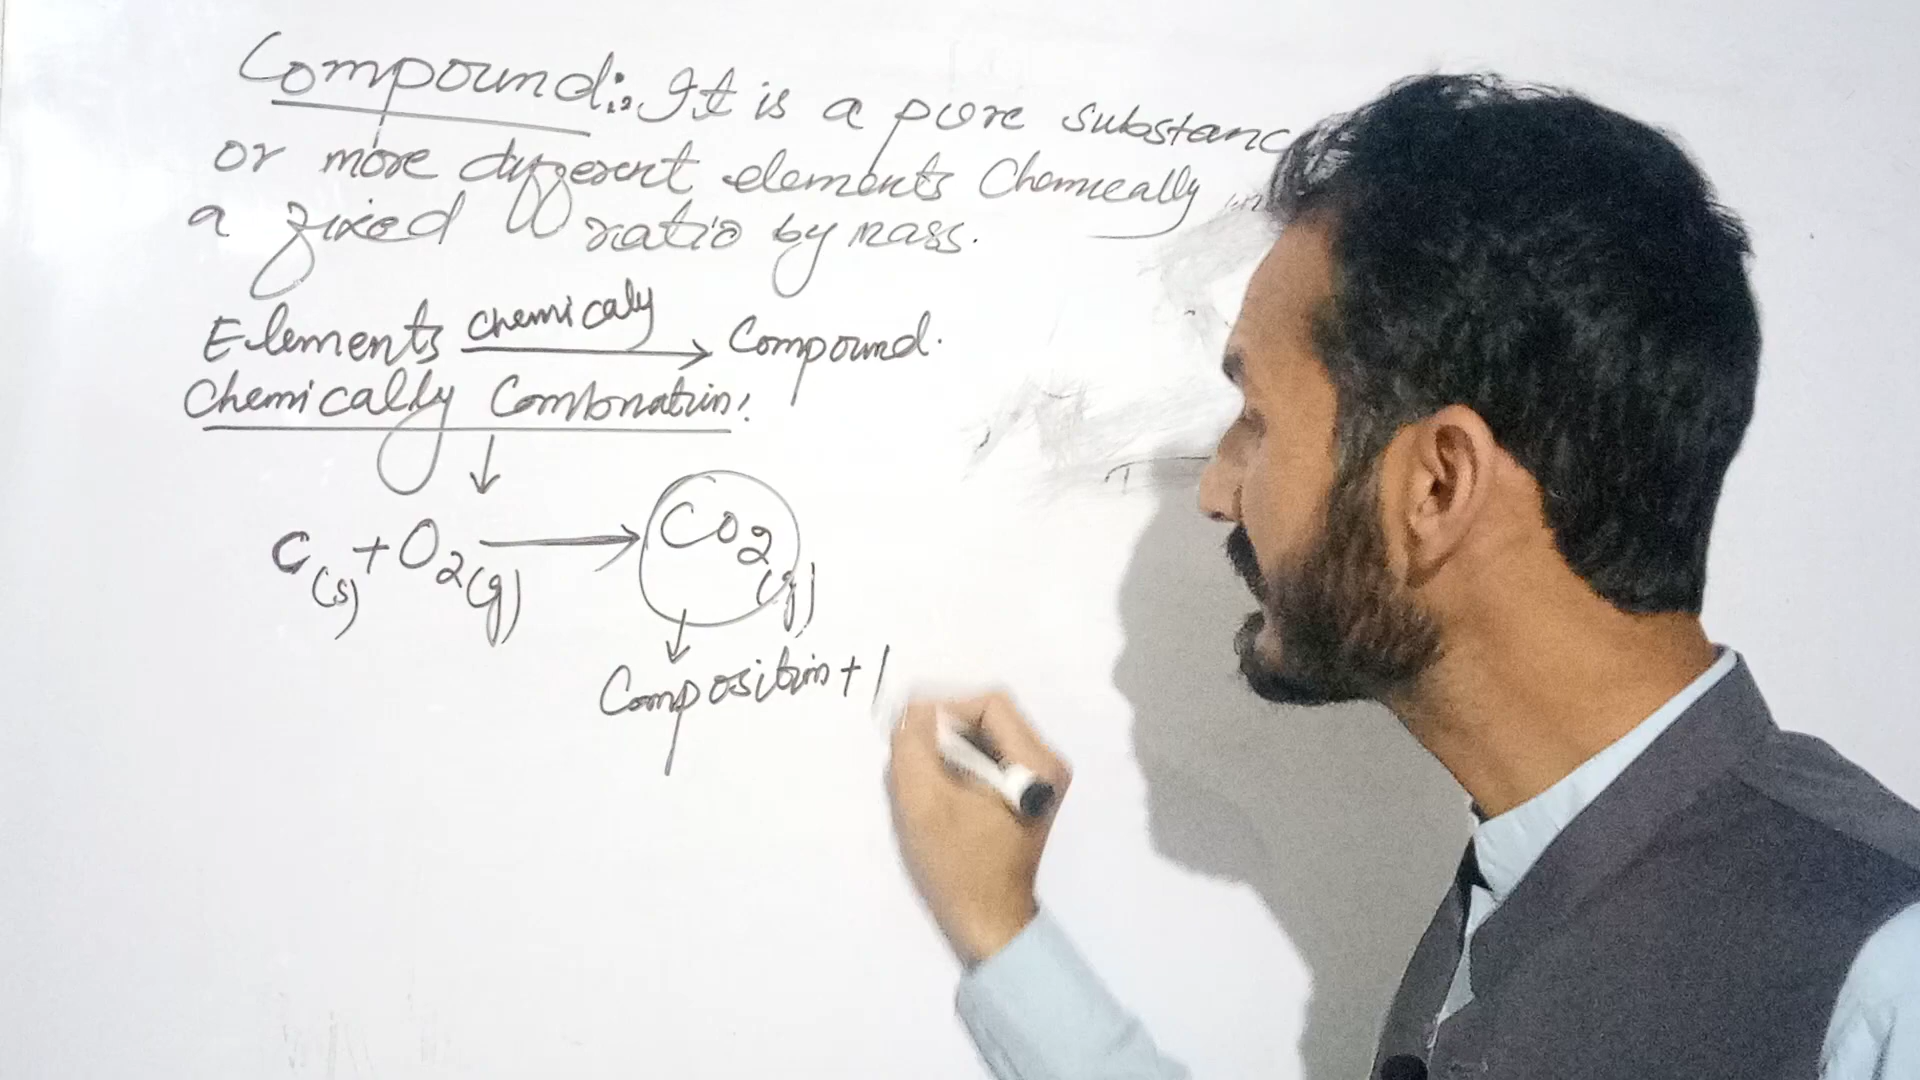 Compound:. It is a pure substanc
or more different elements Chemically
a fixed ratio by mass.
Elements chemicaly → Compound.
Chemically Combination:
↓
C(s) + O2(g) → CO2(g)
↓
Composition +